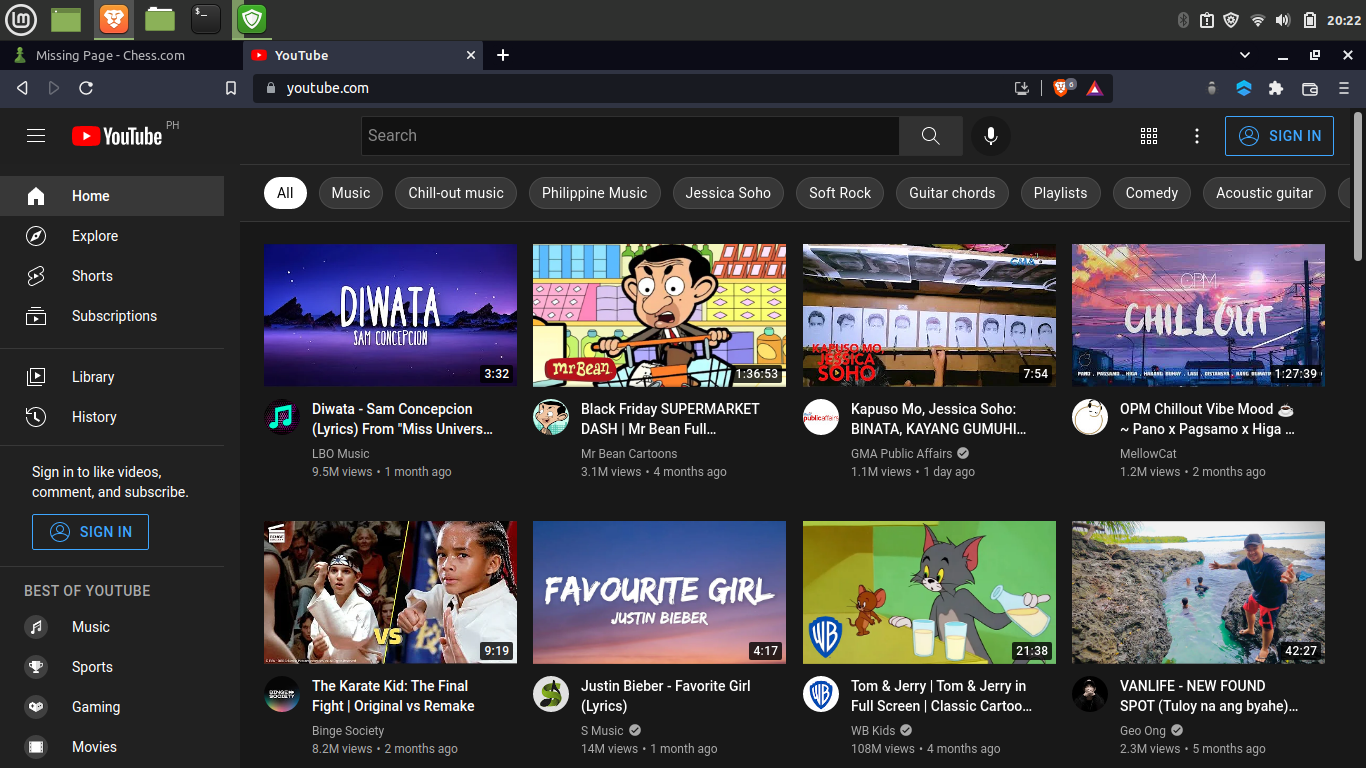 20:22
Missing Page - Chess.com
YouTube
youtube.com
6
YouTube PH
Search
SIGN IN
Home
Explore
Shorts
Subscriptions
Library
History
Sign in to like videos,
comment, and subscribe.
SIGN IN
BEST OF YOUTUBE
Music
Sports
Gaming
Movies
All
Music
Chill-out music
Philippine Music
Jessica Soho
Soft Rock
Guitar chords
Playlists
Comedy
Acoustic guitar
DIWATA
SAM CONCEPCION
3:32
Diwata - Sam Concepcion
(Lyrics) From "Miss Univers...
LBO Music
9.5M views • 1 month ago
mr Bean
1:36:53
Black Friday SUPERMARKET
DASH | Mr Bean Full...
Mr Bean Cartoons
3.1M views • 4 months ago
GMA
KAPUSO MO,
JESSICA
SOHO
7:54
publicaffairs
Kapuso Mo, Jessica Soho:
BINATA, KAYANG GUMUHI...
GMA Public Affairs
1.1M views • 1 day ago
OPM
CHILLOUT
1:27:39
OPM Chillout Vibe Mood ☕
~ Pano x Pagsamo x Higa ...
MellowCat
1.2M views • 2 months ago
VS
9:19
BINGE
SOCIETY
The Karate Kid: The Final
Fight | Original vs Remake
Binge Society
8.2M views • 2 months ago
FAVOURITE GIRL
JUSTIN BIEBER
4:17
Justin Bieber - Favorite Girl
(Lyrics)
S Music
14M views • 1 month ago
WB
21:38
WB
Tom & Jerry | Tom & Jerry in
Full Screen | Classic Cartoo...
WB Kids
108M views • 4 months ago
42:27
VANLIFE - NEW FOUND
SPOT (Tuloy na ang byahe)...
Geo Ong
2.3M views • 5 months ago